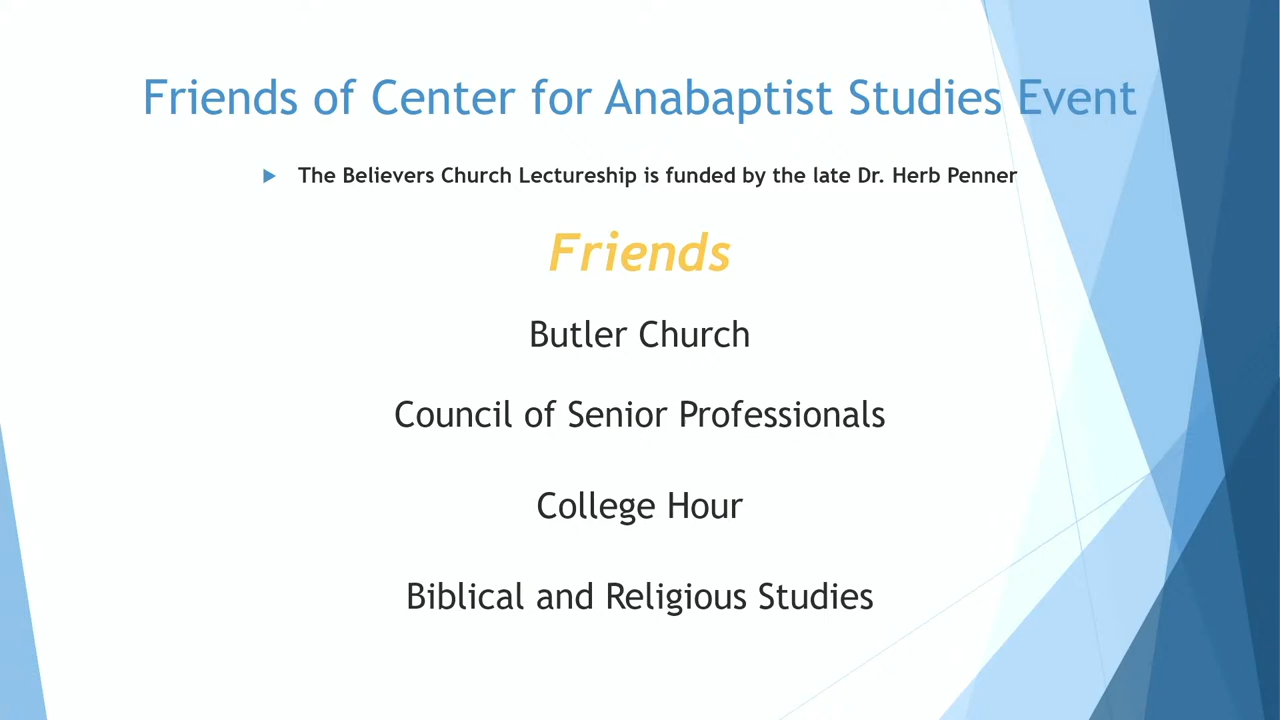 Friends of Center for Anabaptist Studies Event
The Believers Church Lectureship is funded by the late Dr. Herb Penner
Friends
Butler Church
Council of Senior Professionals
College Hour
Biblical and Religious Studies